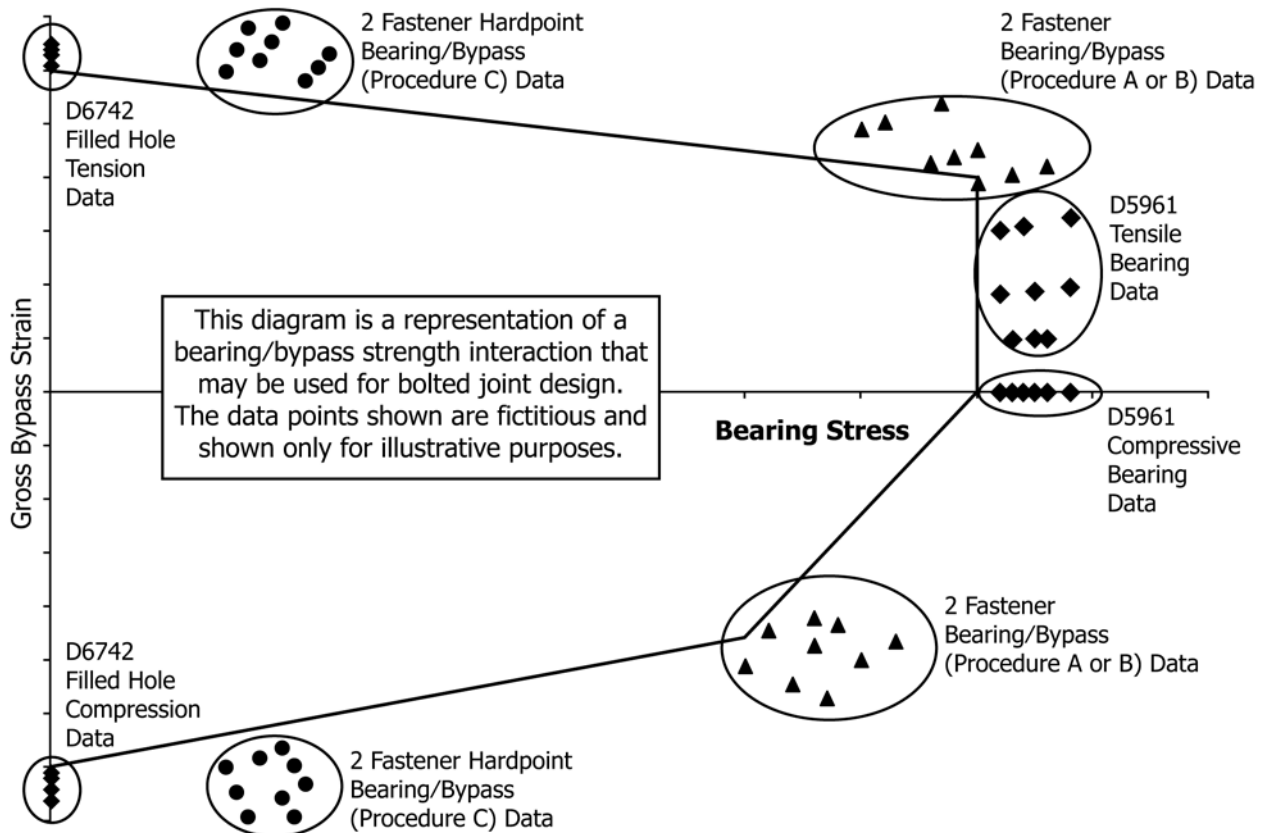 2 Fastener Hardpoint
Bearing/Bypass
(Procedure C) Data
2 Fastener
Bearing/Bypass
(Procedure A or B) Data
D6742
Filled Hole
Tension
Data
D5961
Tensile
Bearing
Data
Gross Bypass Strain
This diagram is a representation of a
bearing/bypass strength interaction that
may be used for bolted joint design.
The data points shown are fictitious and
shown only for illustrative purposes.
Bearing Stress
D5961
Compressive
Bearing
Data
2 Fastener
Bearing/Bypass
(Procedure A or B) Data
D6742
Filled Hole
Compression
Data
2 Fastener Hardpoint
Bearing/Bypass
(Procedure C) Data